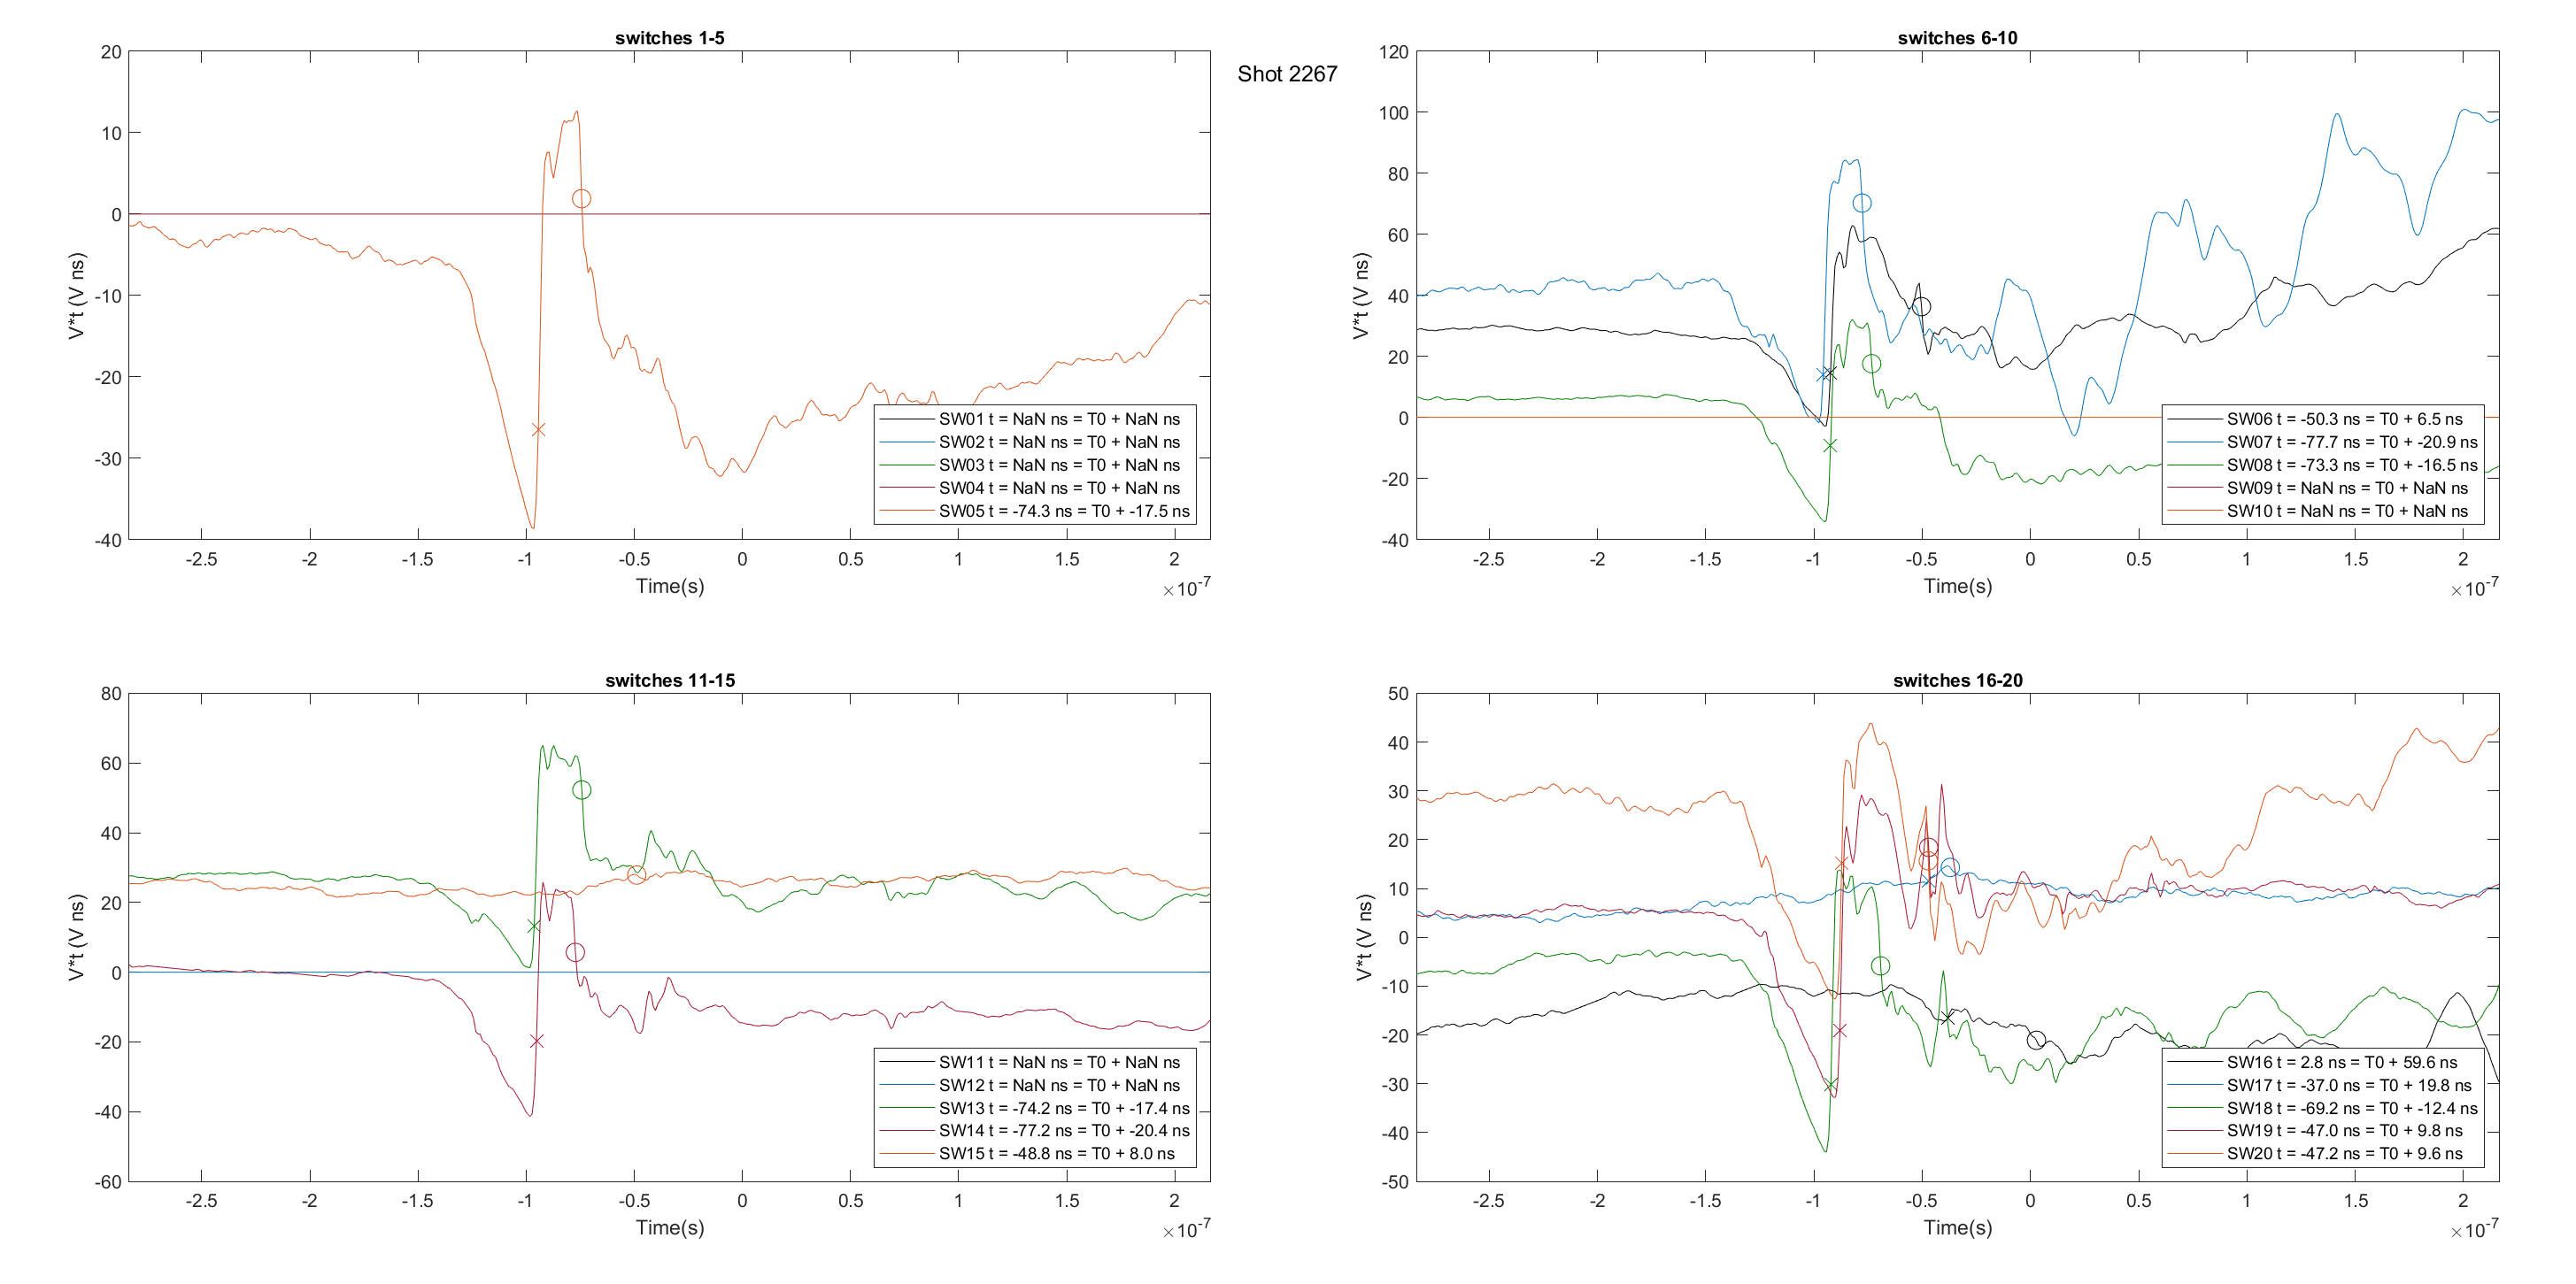 Shot 2267
switches 1-5
20
10
0
-10
-20
-30
-40
V*t (V ns)
-2.5 -2 -1.5 -1 -0.5 0 0.5 1 1.5 2
Time(s)
×10-7
SW01 t = NaN ns = T0 + NaN ns
SW02 t = NaN ns = T0 + NaN ns
SW03 t = NaN ns = T0 + NaN ns
SW04 t = NaN ns = T0 + NaN ns
SW05 t = -74.3 ns = T0 + -17.5 ns
switches 6-10
120
100
80
60
40
20
0
-20
-40
V*t (V ns)
-2.5 -2 -1.5 -1 -0.5 0 0.5 1 1.5 2
Time(s)
×10-7
SW06 t = -50.3 ns = T0 + 6.5 ns
SW07 t = -77.7 ns = T0 + -20.9 ns
SW08 t = -73.3 ns = T0 + -16.5 ns
SW09 t = NaN ns = T0 + NaN ns
SW10 t = NaN ns = T0 + NaN ns
switches 11-15
80
60
40
20
0
-20
-40
-60
V*t (V ns)
-2.5 -2 -1.5 -1 -0.5 0 0.5 1 1.5 2
Time(s)
×10-7
SW11 t = NaN ns = T0 + NaN ns
SW12 t = NaN ns = T0 + NaN ns
SW13 t = -74.2 ns = T0 + -17.4 ns
SW14 t = -77.2 ns = T0 + -20.4 ns
SW15 t = -48.8 ns = T0 + 8.0 ns
switches 16-20
50
40
30
20
10
0
-10
-20
-30
-40
-50
V*t (V ns)
-2.5 -2 -1.5 -1 -0.5 0 0.5 1 1.5 2
Time(s)
×10-7
SW16 t = 2.8 ns = T0 + 59.6 ns
SW17 t = -37.0 ns = T0 + 19.8 ns
SW18 t = -69.2 ns = T0 + -12.4 ns
SW19 t = -47.0 ns = T0 + 9.8 ns
SW20 t = -47.2 ns = T0 + 9.6 ns